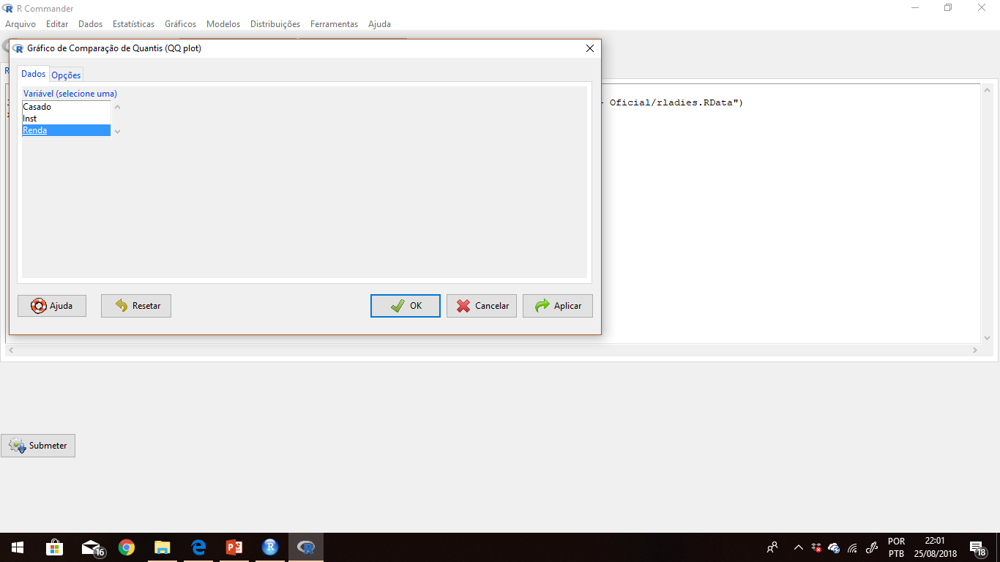 R Commander
Arquivo Editar Dados Estatísticas Gráficos Modelos Distribuições Ferramentas Ajuda
Gráfico de Comparação de Quantis (QQ plot)
Dados Opções
Variável (selecione uma)
Casado
Inst
Renda
Oficial/rladies.RData")
Ajuda Resetar OK Cancelar Aplicar
Submeter
16
POR
PTB
22:01
25/08/2018
18